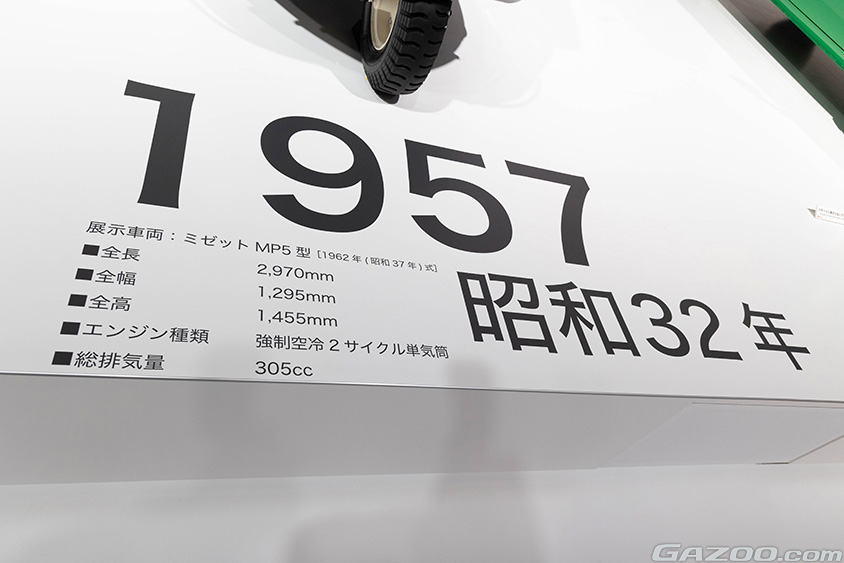 1957
昭和32年
展示車両：ミゼット MP5 型［1962 年 ( 昭和 37 年 ) 式］
■全長 2,970mm
■全幅 1,295mm
■全高 1,455mm
■エンジン種類 強制空冷 2 サイクル単気筒
■総排気量 305cc
GAZOO.com